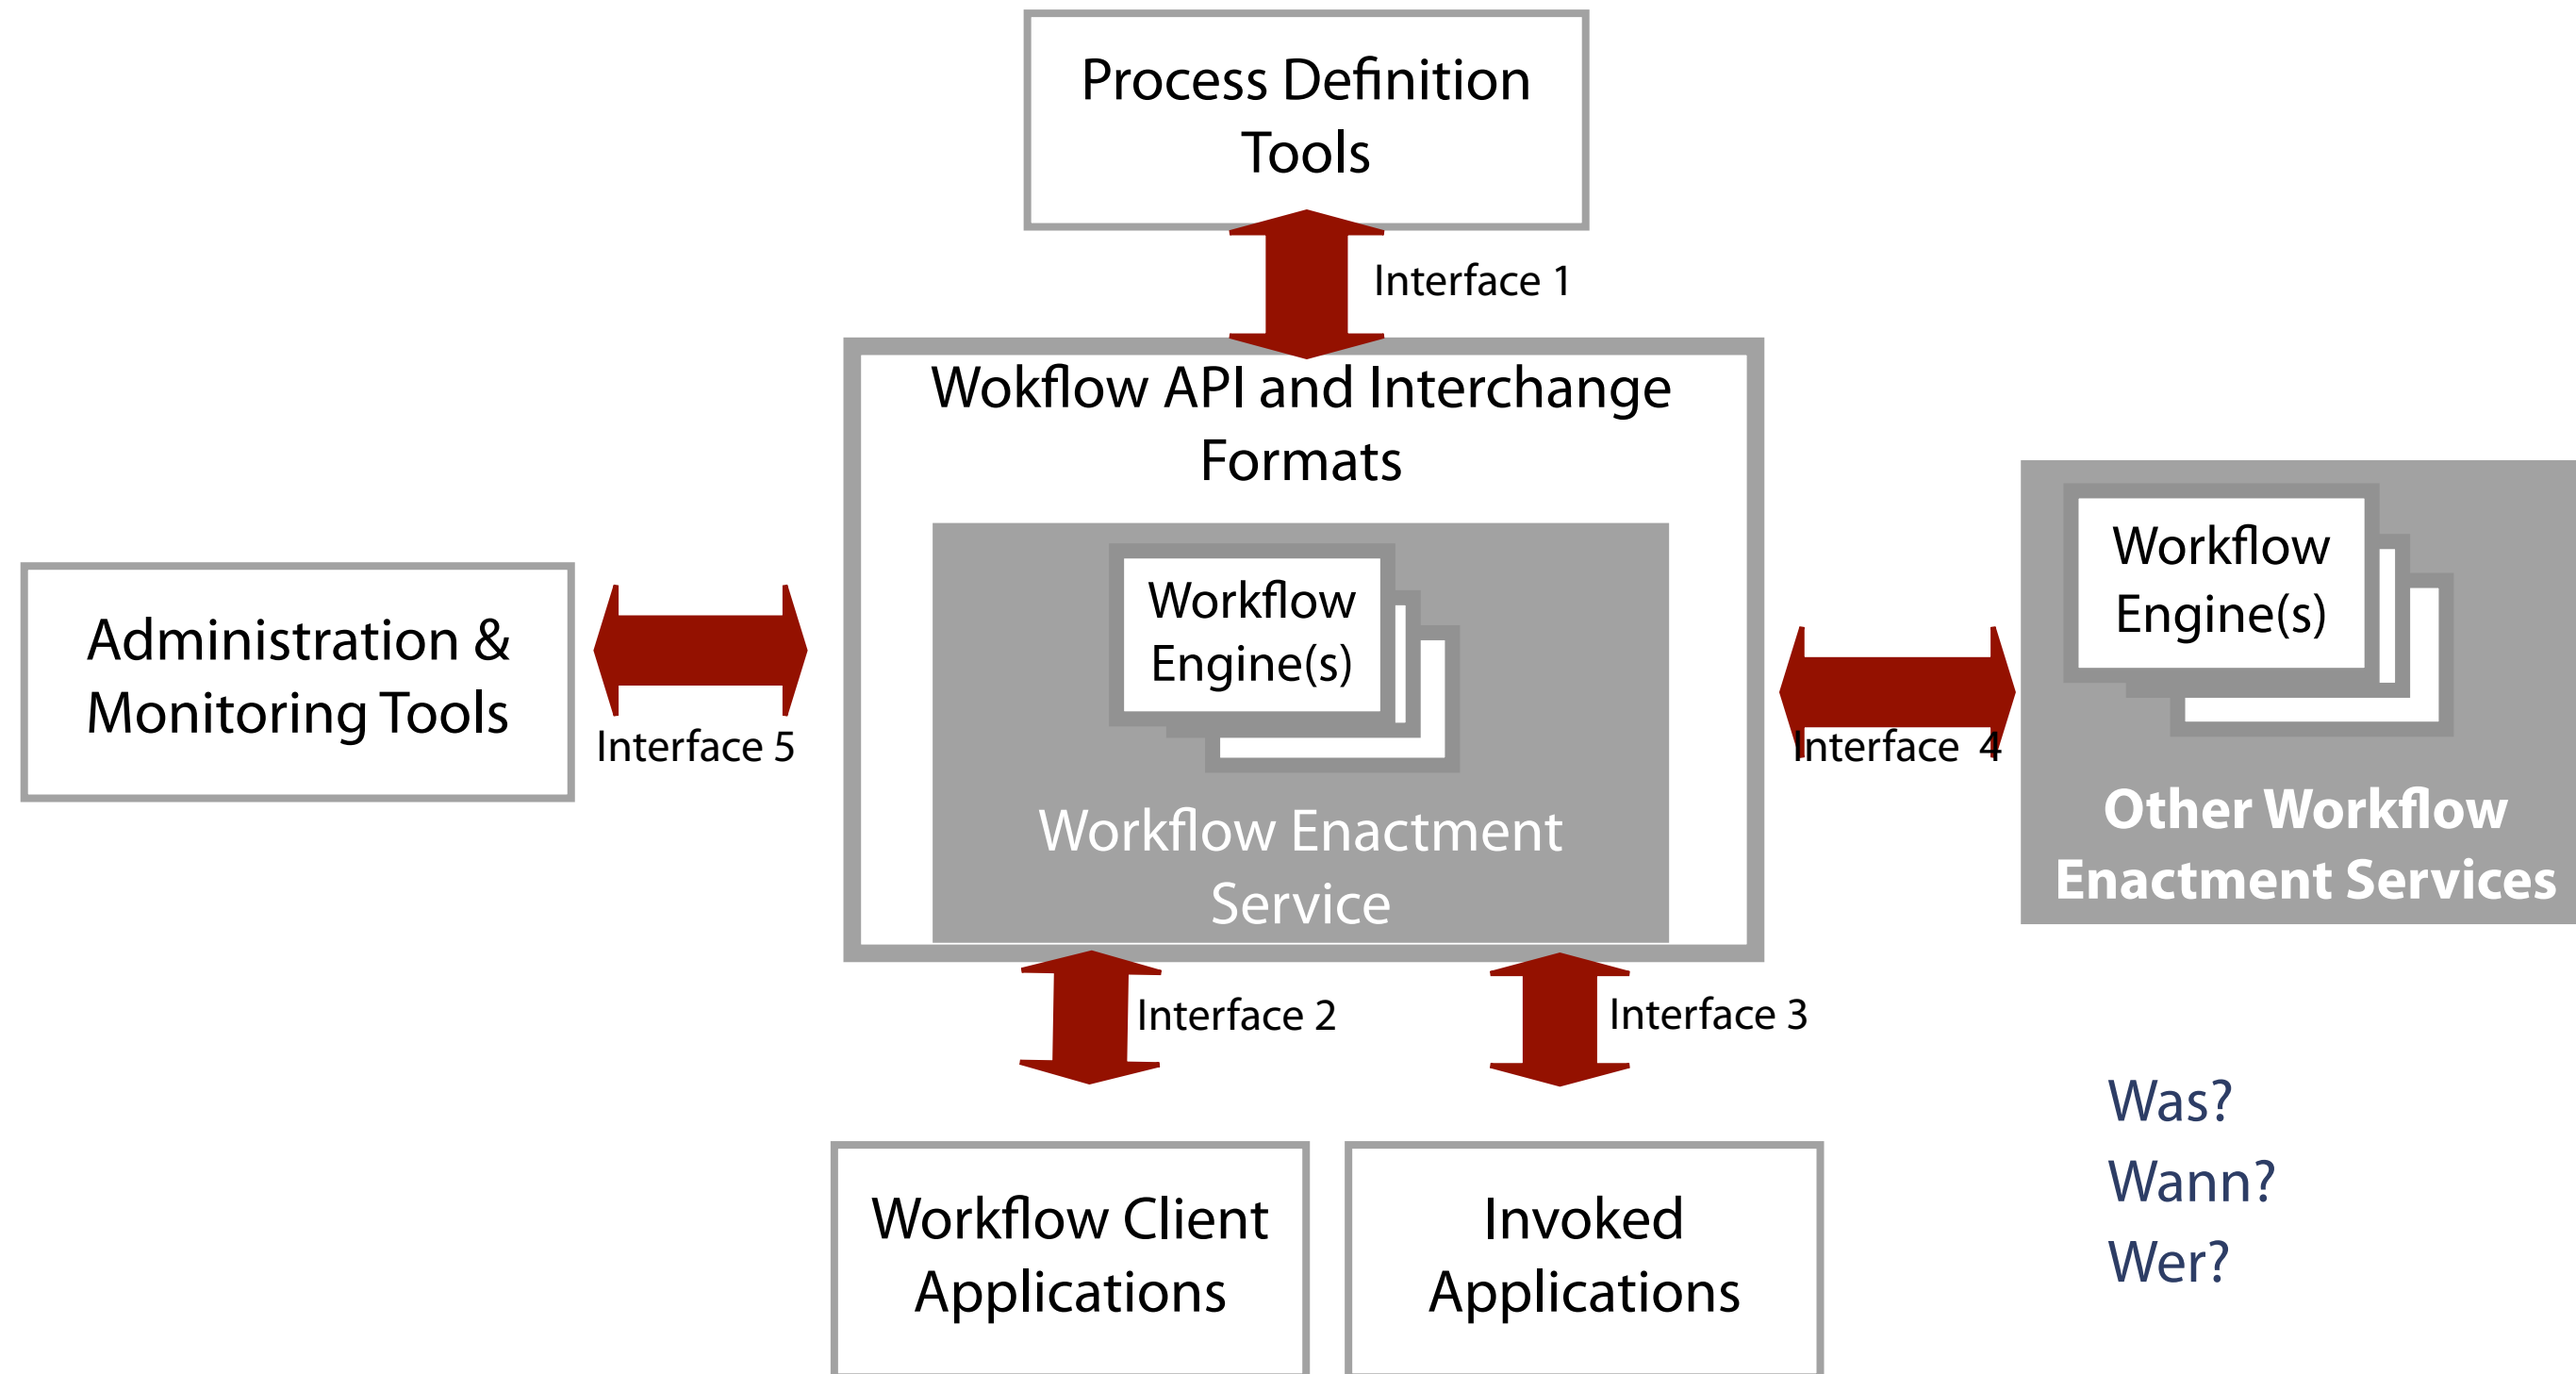 Process Definition
Tools
Interface 1
Wokflow API and Interchange
Formats
Workflow
Engine(s)
Workflow Enactment
Service
Administration &
Monitoring Tools
Interface 5
Interface  4
Workflow
Engine(s)
Other Workflow
Enactment Services
Interface 2
Interface 3
Workflow Client
Applications
Invoked
Applications
Was?
Wann?
Wer?